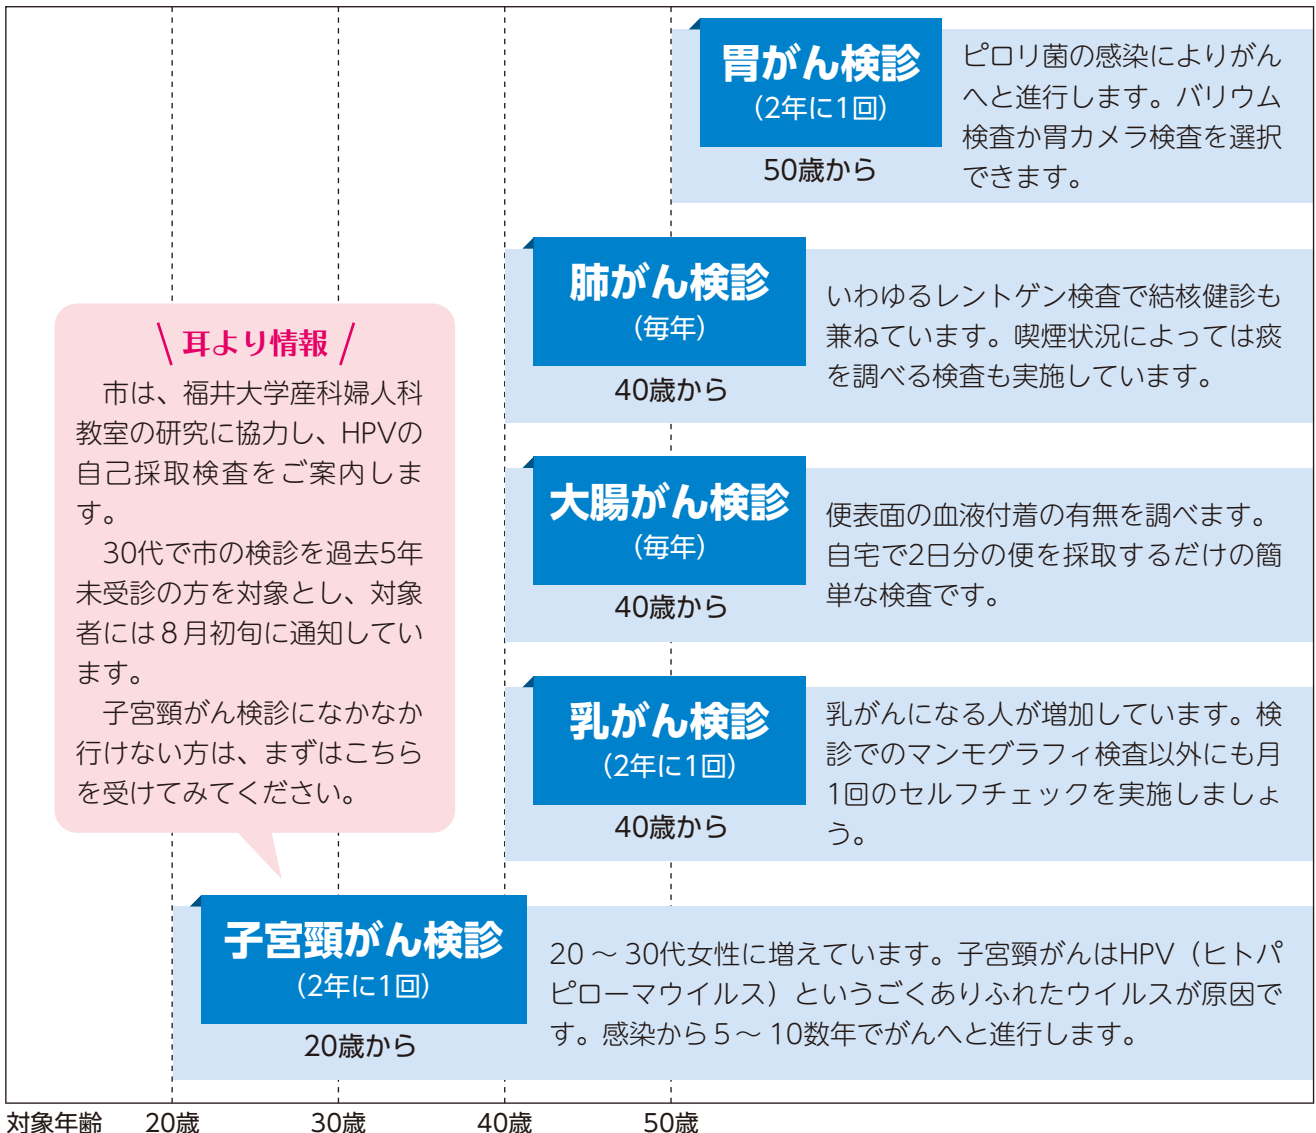 胃がん検診
(2年に1回)
50歳から
ピロリ菌の感染によりがん
へと進行します。バリウム
検査か胃カメラ検査を選択
できます。
肺がん検診
(毎年)
40歳から
いわゆるレントゲン検査で結核健診も
兼ねています。喫煙状況によっては痰
を調べる検査も実施しています。
耳より情報
市は、福井大学産科婦人科
教室の研究に協力し、HPVの
自己採取検査をご案内しま
す。
30代で市の検診を過去5年
未受診の方を対象とし、対象
者には８月初旬に通知してい
ます。
子宮頸がん検診になかなか
行けない方は、まずはこちら
を受けてみてください。
大腸がん検診
(毎年)
40歳から
便表面の血液付着の有無を調べます。
自宅で2日分の便を採取するだけの簡
単な検査です。
乳がん検診
(2年に1回)
40歳から
乳がんになる人が増加しています。検
診でのマンモグラフィ検査以外にも月
1回のセルフチェックを実施しましょ
う。
子宮頸がん検診
(2年に1回)
20歳から
20 ～ 30代女性に増えています。子宮頸がんはHPV（ヒトパ
ピローマウイルス）というごくありふれたウイルスが原因で
す。感染から５～ 10数年でがんへと進行します。
対象年齢 20歳 30歳 40歳 50歳